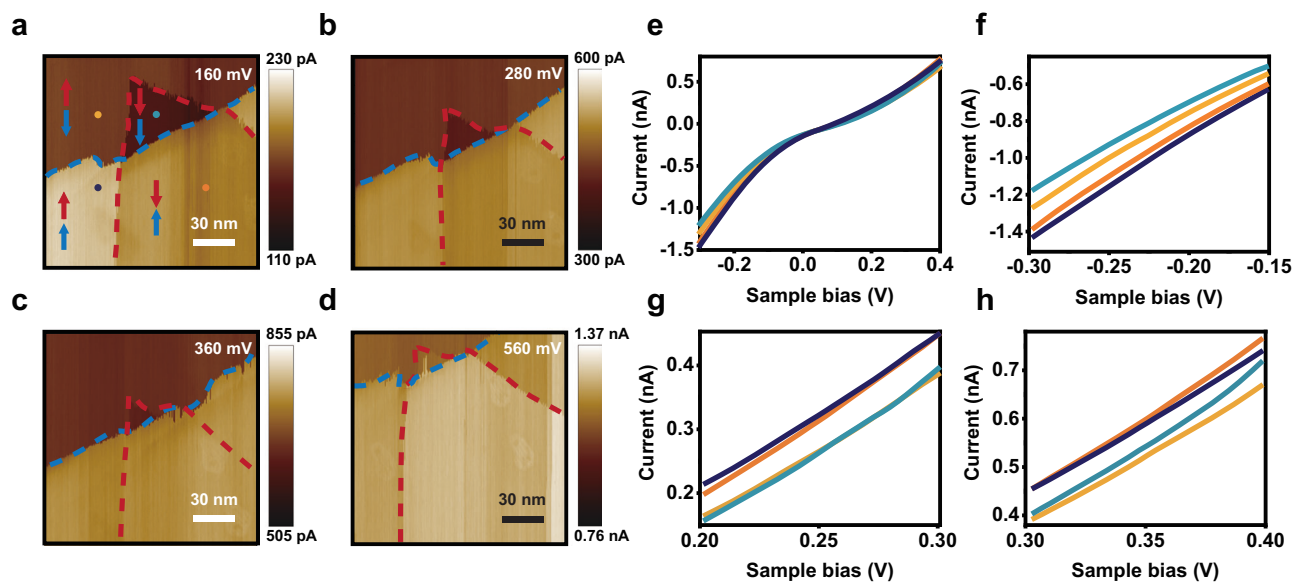 a
230 pA
160 mV
30 nm
110 pA
b
600 pA
280 mV
30 nm
300 pA
e
Current (nA)
0.5
0.0
-0.5
-1.0
-1.5
-0.2
0.0
0.2
0.4
Sample bias (V)
f
Current (nA)
-0.6
-0.8
-1.0
-1.2
-1.4
-0.30
-0.25
-0.20
-0.15
Sample bias (V)
c
855 pA
360 mV
30 nm
505 pA
d
1.37 nA
560 mV
30 nm
0.76 nA
g
Current (nA)
0.4
0.3
0.2
0.20
0.25
0.30
Sample bias (V)
h
Current (nA)
0.7
0.6
0.5
0.4
0.30
0.35
0.40
Sample bias (V)